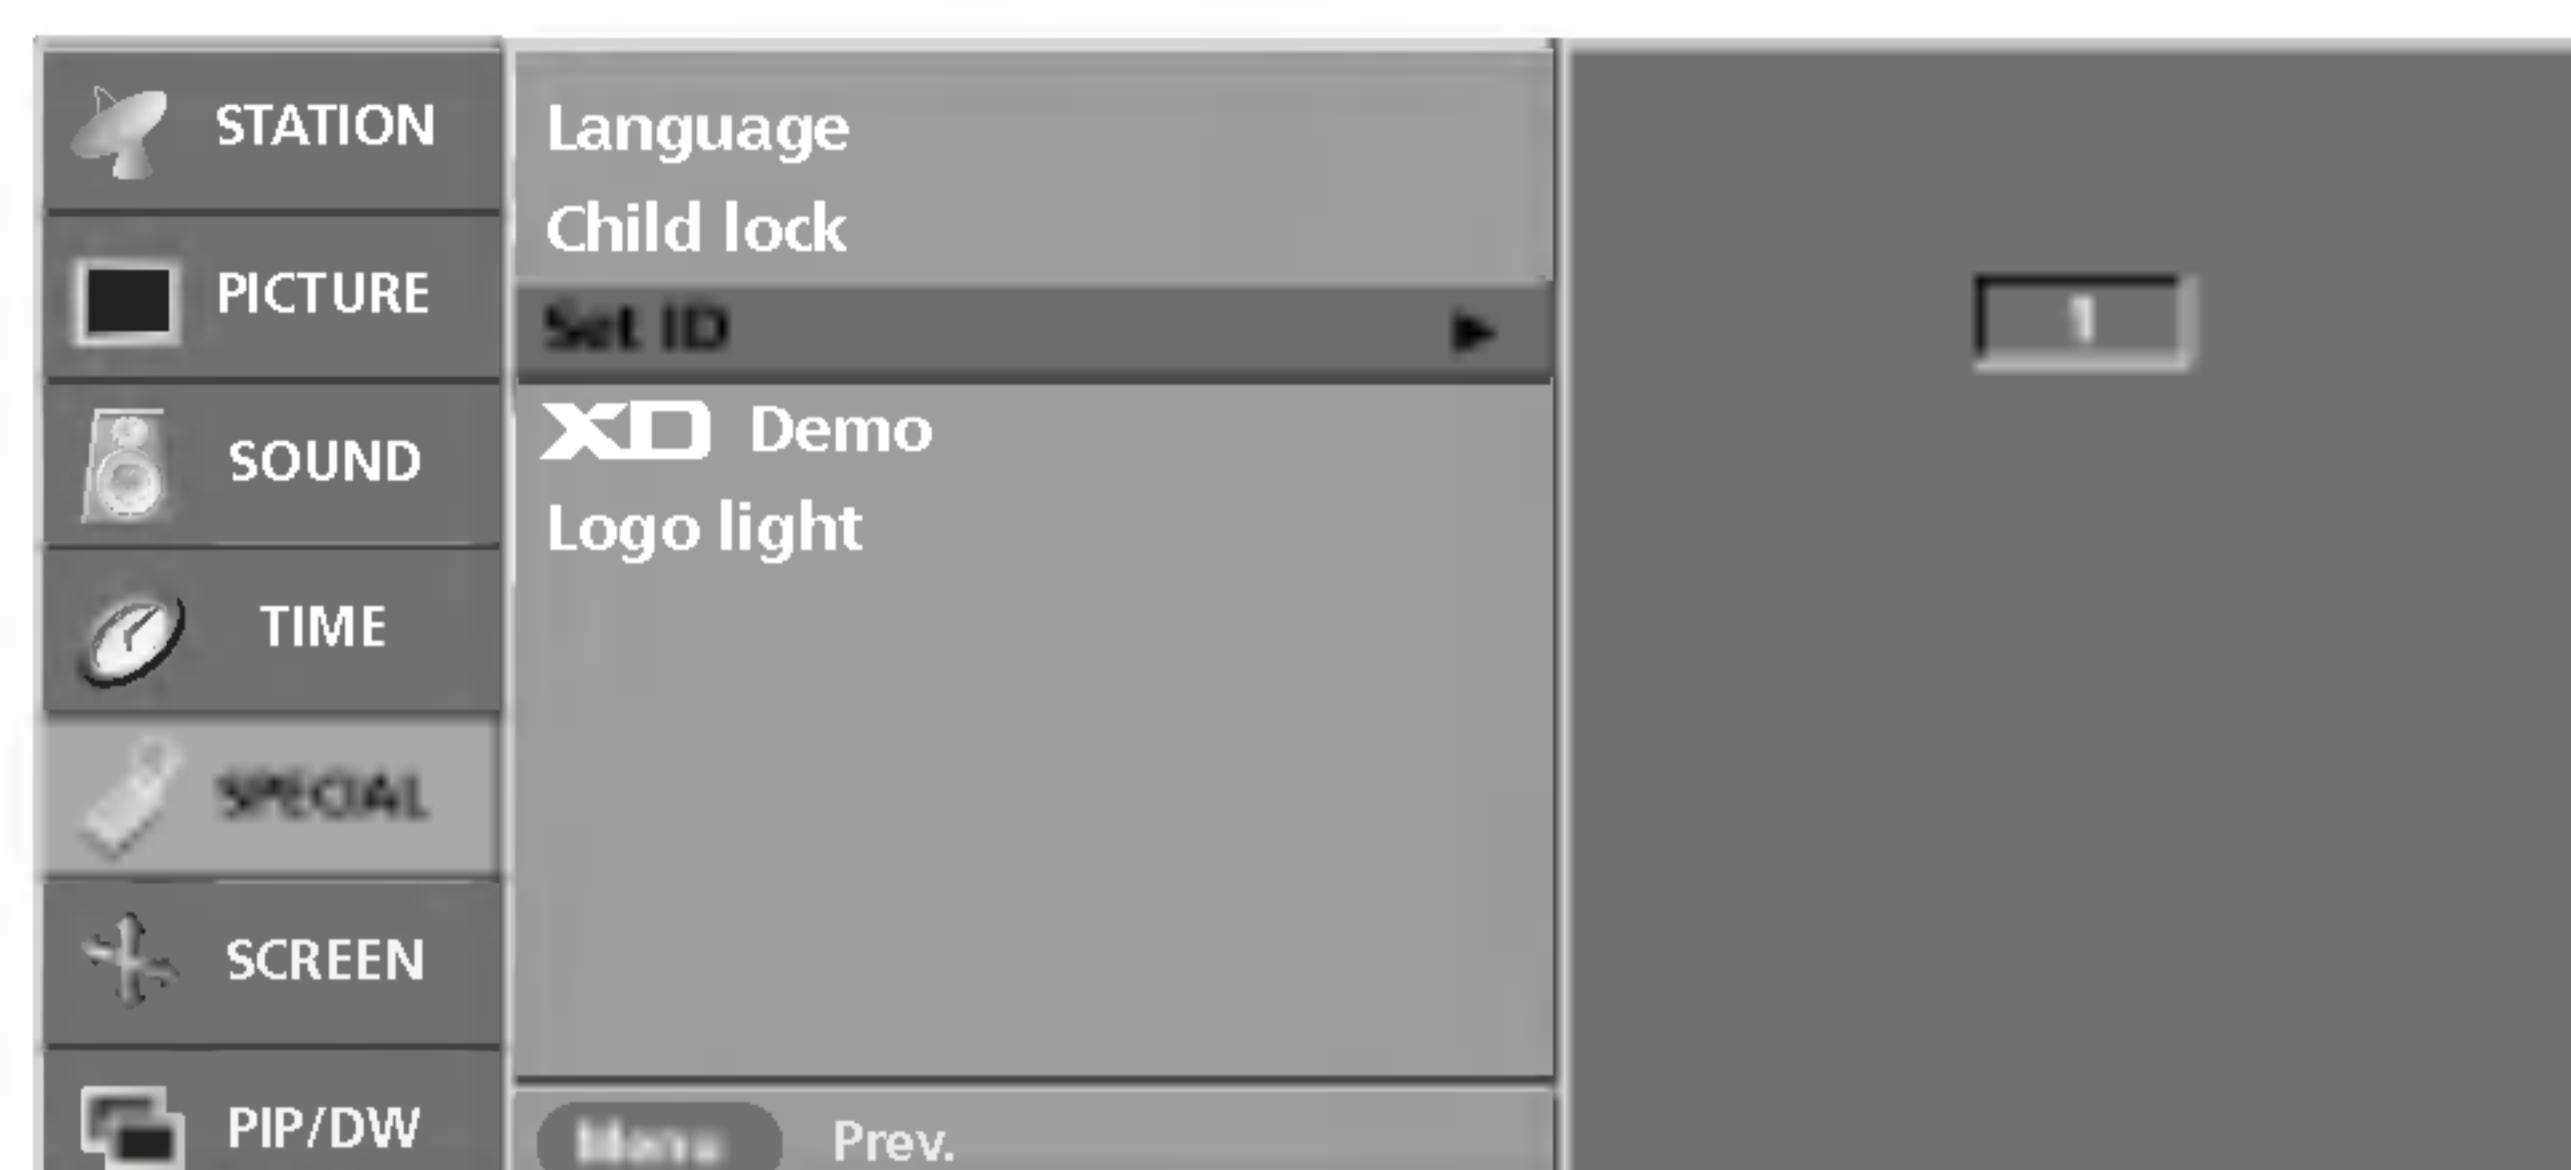 STATION
PICTURE
SOUND
TIME
SPECIAL
SCREEN
PIP/DW
Language
Child lock
Set ID
XD Demo
Logo light
Menu Prev.
1